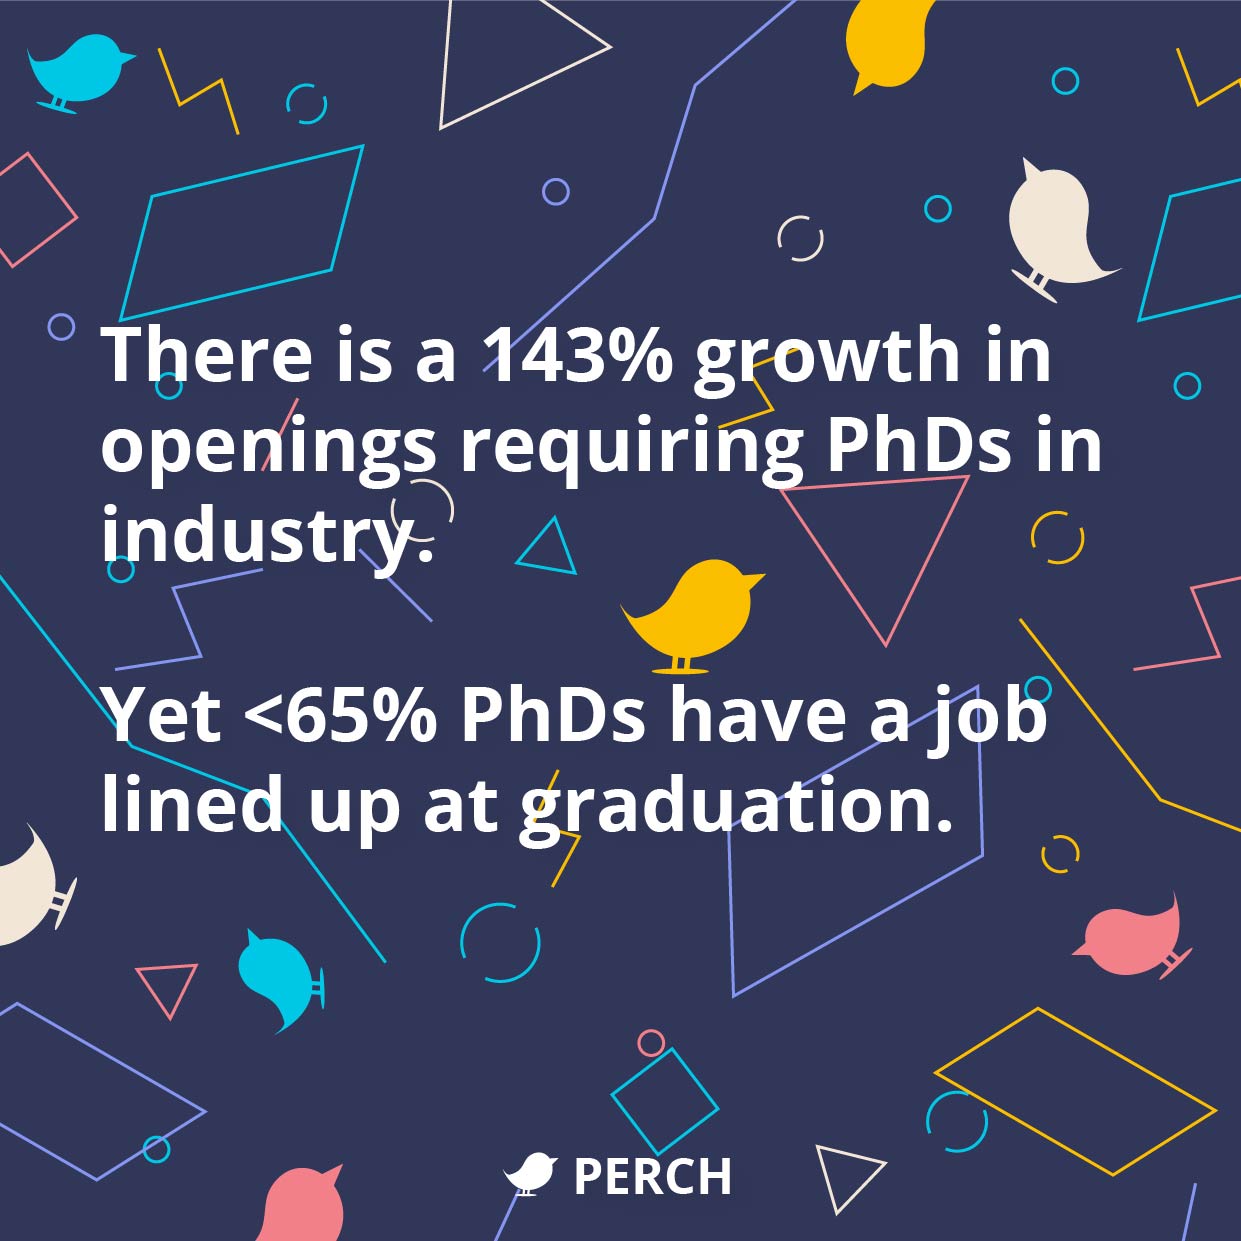 There is a 143% growth in
openings requiring PhDs in
industry.
Yet <65% PhDs have a job
lined up at graduation.
PERCH